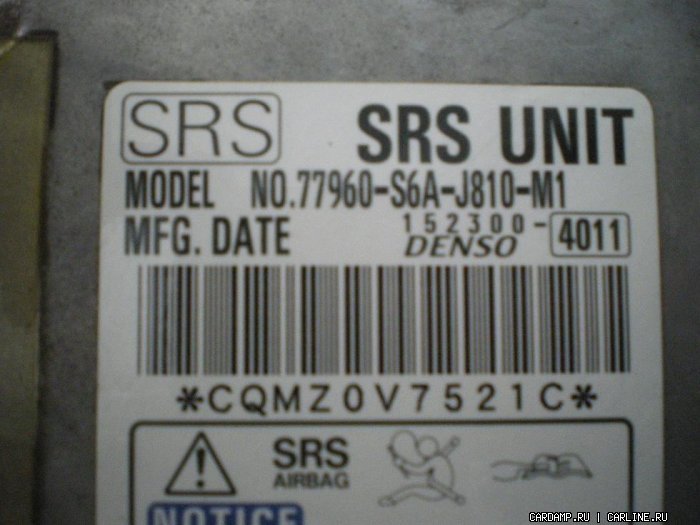 SRS SRS UNIT
MODEL NO.77960-S6A-J810-M1
MFG. DATE 152300-
DENSO 4011
*CQMZ0V7521C*
SRS
AIRBAG
NOTICE
CARDAMP.RU | CARLINE.RU